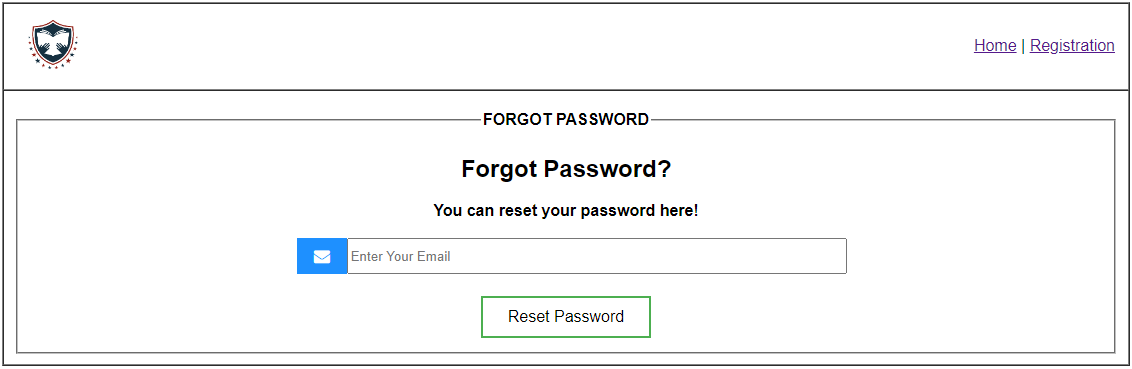 Home | Registration
FORGOT PASSWORD
Forgot Password?
You can reset your password here!
Enter Your Email
Reset Password